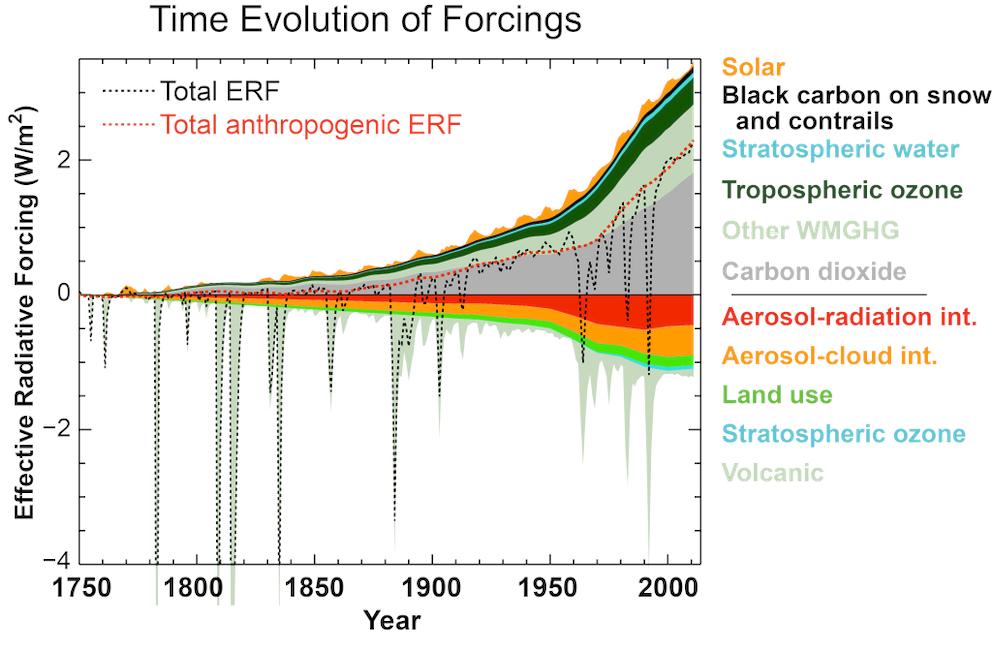 Time Evolution of Forcings
Total ERF
Total anthropogenic ERF
Effective Radiative Forcing (W/m²)
2
0
−2
−4
1750 1800 1850 1900 1950 2000
Year
Solar
Black carbon on snow
and contrails
Stratospheric water
Tropospheric ozone
Other WMGHG
Carbon dioxide
Aerosol-radiation int.
Aerosol-cloud int.
Land use
Stratospheric ozone
Volcanic